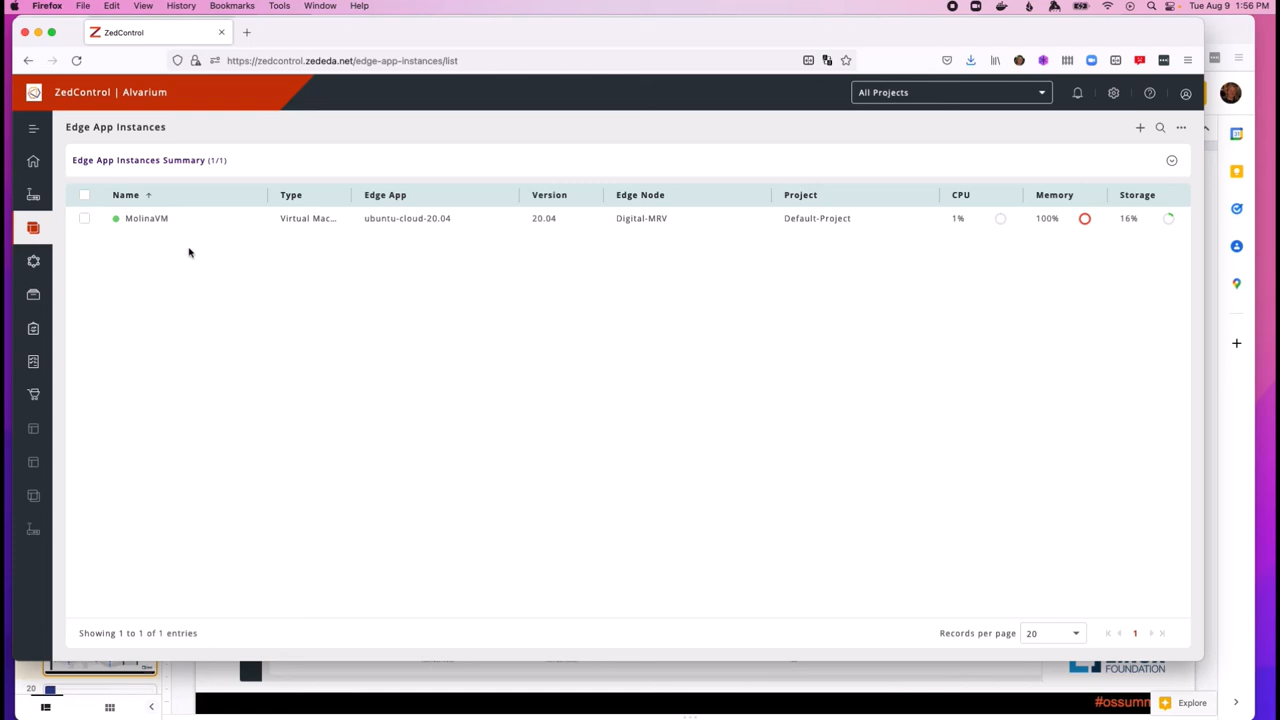 Firefox File Edit View History Bookmarks Tools Window Help Tue Aug 9 1:56 PM
ZedControl
https://zedcontrol.zededa.net/edge-app-instances/list
ZedControl | Alvarium All Projects
Edge App Instances
Edge App Instances Summary (1/1)
Name Type Edge App Version Edge Node Project CPU Memory Storage
MolinaVM Virtual Mac... ubuntu-cloud-20.04 20.04 Digital-MRV Default-Project 1% 100% 16%
Showing 1 to 1 of 1 entries Records per page 20 1
FOUNDATION
20
#ossumm
Explore